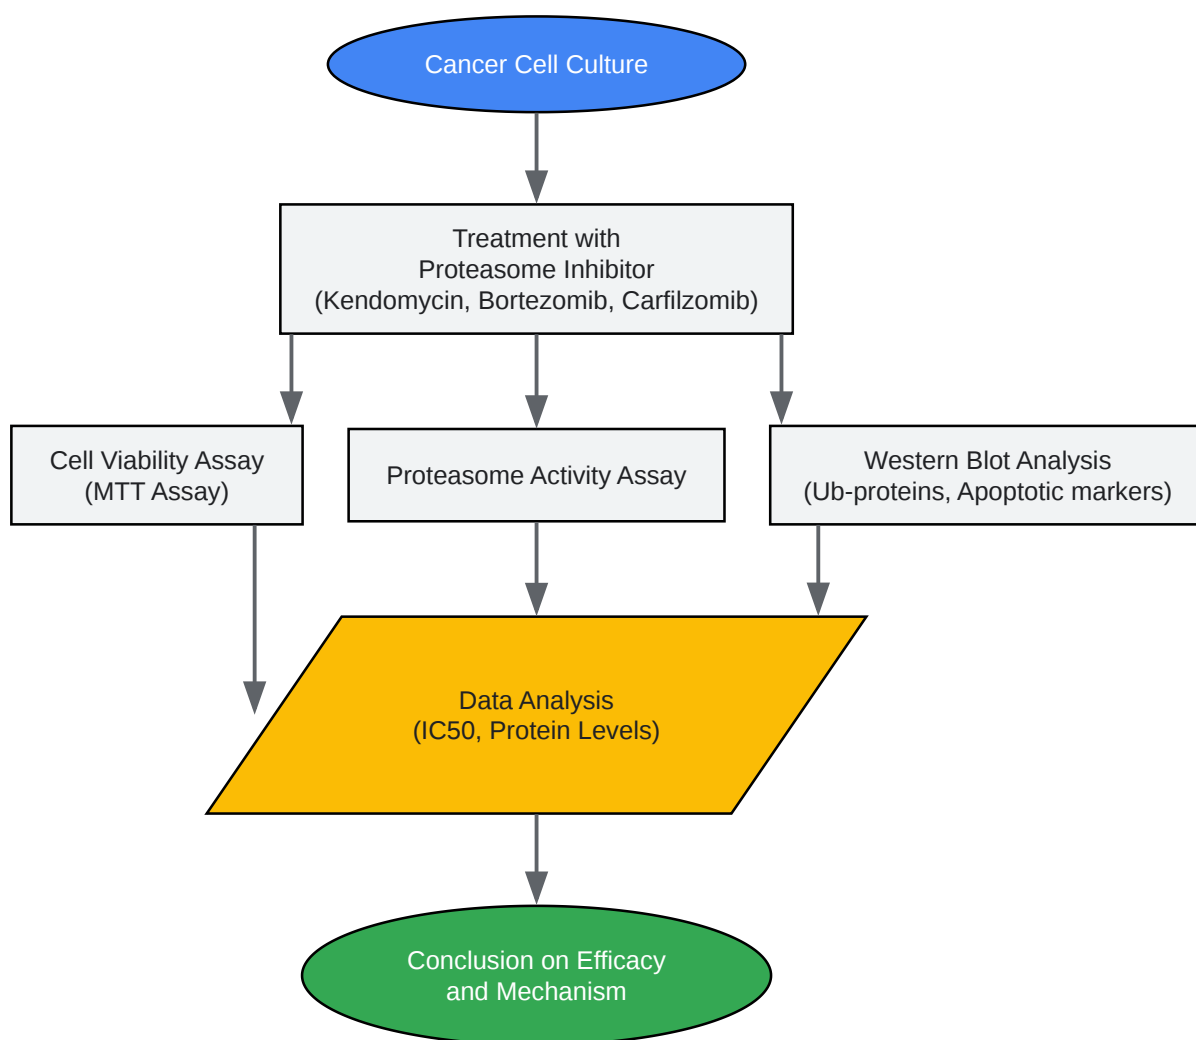 Cancer Cell Culture
Treatment with
Proteasome Inhibitor
(Kendomycin, Bortezomib, Carfilzomib)
Cell Viability Assay
(MTT Assay)
Proteasome Activity Assay
Western Blot Analysis
(Ub-proteins, Apoptotic markers)
Data Analysis
(IC50, Protein Levels)
Conclusion on Efficacy
and Mechanism